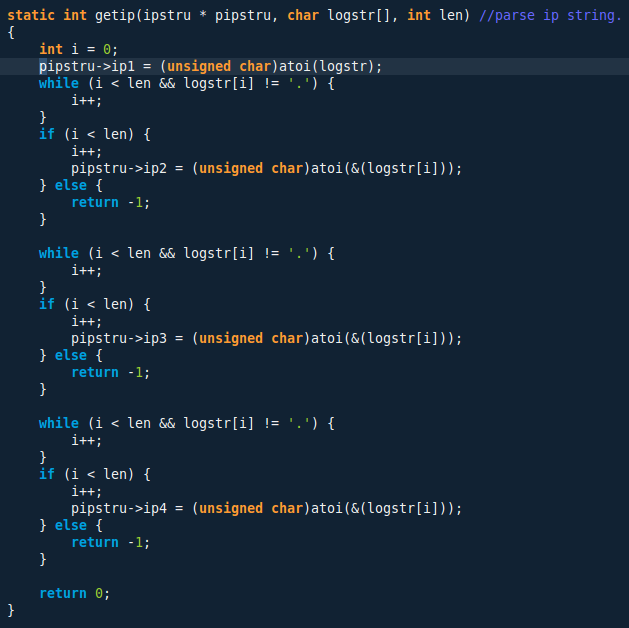 static int getip(ipstru * pipstru, char logstr[], int len) //parse ip string.
{
    int i = 0;
    pipstru->ip1 = (unsigned char)atoi(logstr);
    while (i < len && logstr[i] != '.') {
        i++;
    }
    if (i < len) {
        i++;
        pipstru->ip2 = (unsigned char)atoi(&(logstr[i]));
    } else {
        return -1;
    }

    while (i < len && logstr[i] != '.') {
        i++;
    }
    if (i < len) {
        i++;
        pipstru->ip3 = (unsigned char)atoi(&(logstr[i]));
    } else {
        return -1;
    }

    while (i < len && logstr[i] != '.') {
        i++;
    }
    if (i < len) {
        i++;
        pipstru->ip4 = (unsigned char)atoi(&(logstr[i]));
    } else {
        return -1;
    }

    return 0;
}